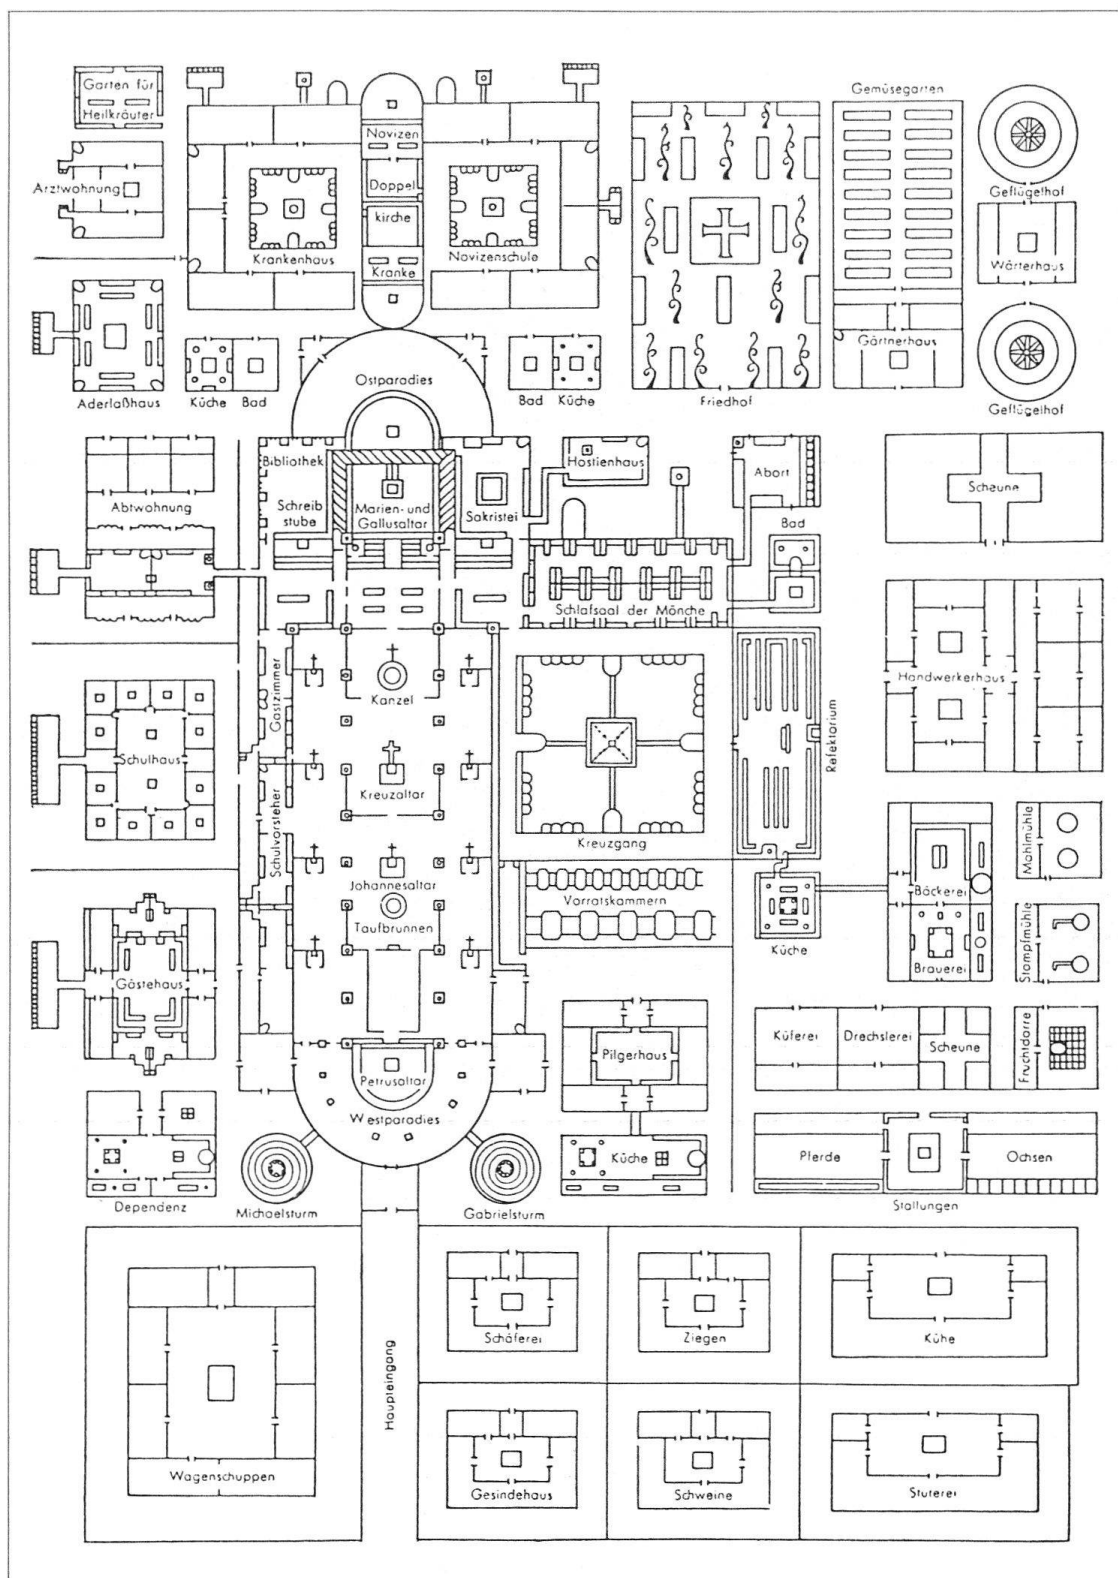 Garten für
Heilkräuter
Arztwohnung
Krankenhaus
Novizen
Doppel
kirche
Kranke
Novizenschule
Friedhof
Gemüsegarten
Gärtnerhaus
Geflügelhof
Wärterhaus
Geflügelhof
Aderlaßhaus
Küche Bad
Ostparadies
Bad Küche
Bibliothek
Schreib
stube
Marien- und
Gallusaltar
Sakristei
Hostienhaus
Abort
Bad
Scheune
Abtwohnung
Schlafsaal der Mönche
Gastzimmer
Kanzel
Handwerkerhaus
Refektorium
Schulhaus
Kreuzaltar
Kreuzgang
Schulvorsteher
Johannesaltar
Taufbrunnen
Vorratskammern
Küche
Bäckerei
Brauerei
Mahlmühle
Stampfmühle
Gästehaus
Pilgerhaus
Küferei
Drechslerei
Scheune
Fruchtdarre
Petrusaltar
Westparadies
Küche
Pferde
Ochsen
Stallungen
Dependenz
Michaelsturm
Gabrielsturm
Haupteingang
Wagenschuppen
Schäferei
Ziegen
Kühe
Gesindehaus
Schweine
Stuterei